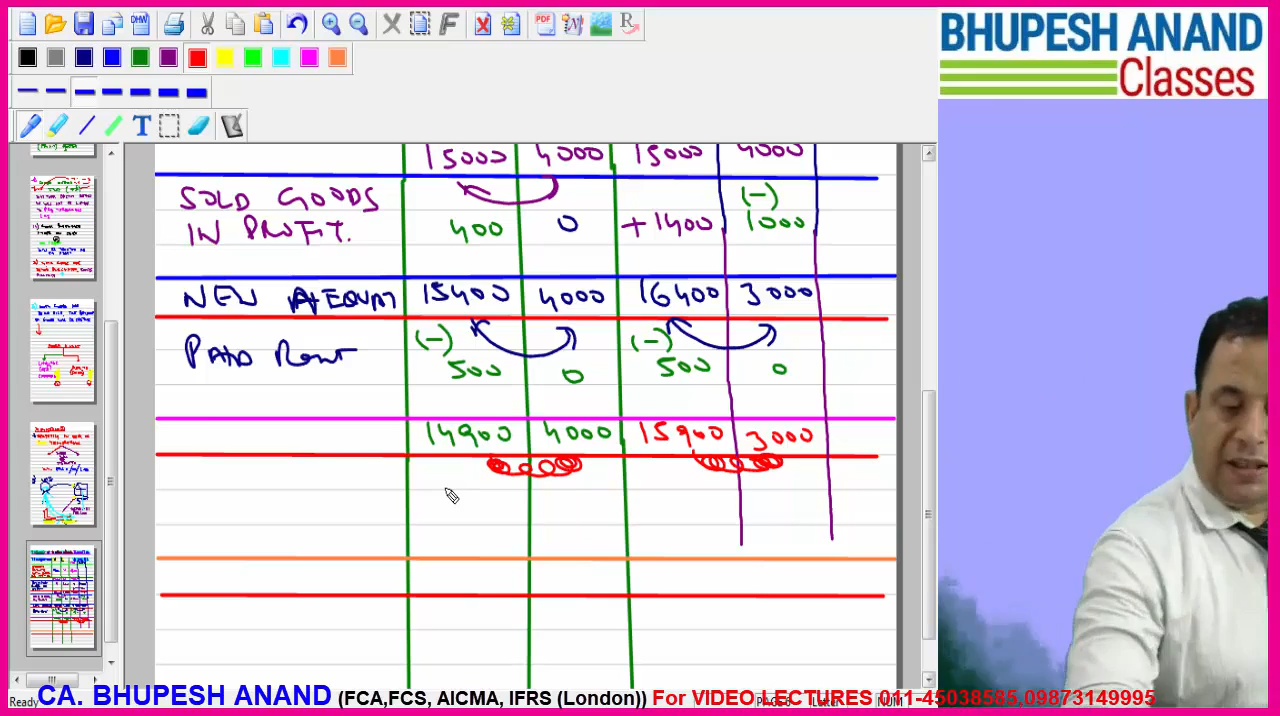 BHUPESH ANAND
Classes
15000 4000 15000 4000
SOLD GOODS (-)
IN PROFIT. 400 0 +1400 1000
NEW 15400 4000 16400 3000
(-) (-)
PAID Rent 500 0 500 0
14900 4000 15900 3000
Ready
CA. BHUPESH ANAND (FCA,FCS, AICMA, IFRS (London)) For VIDEO LECTURES 011-45038585,09873149995
NUM